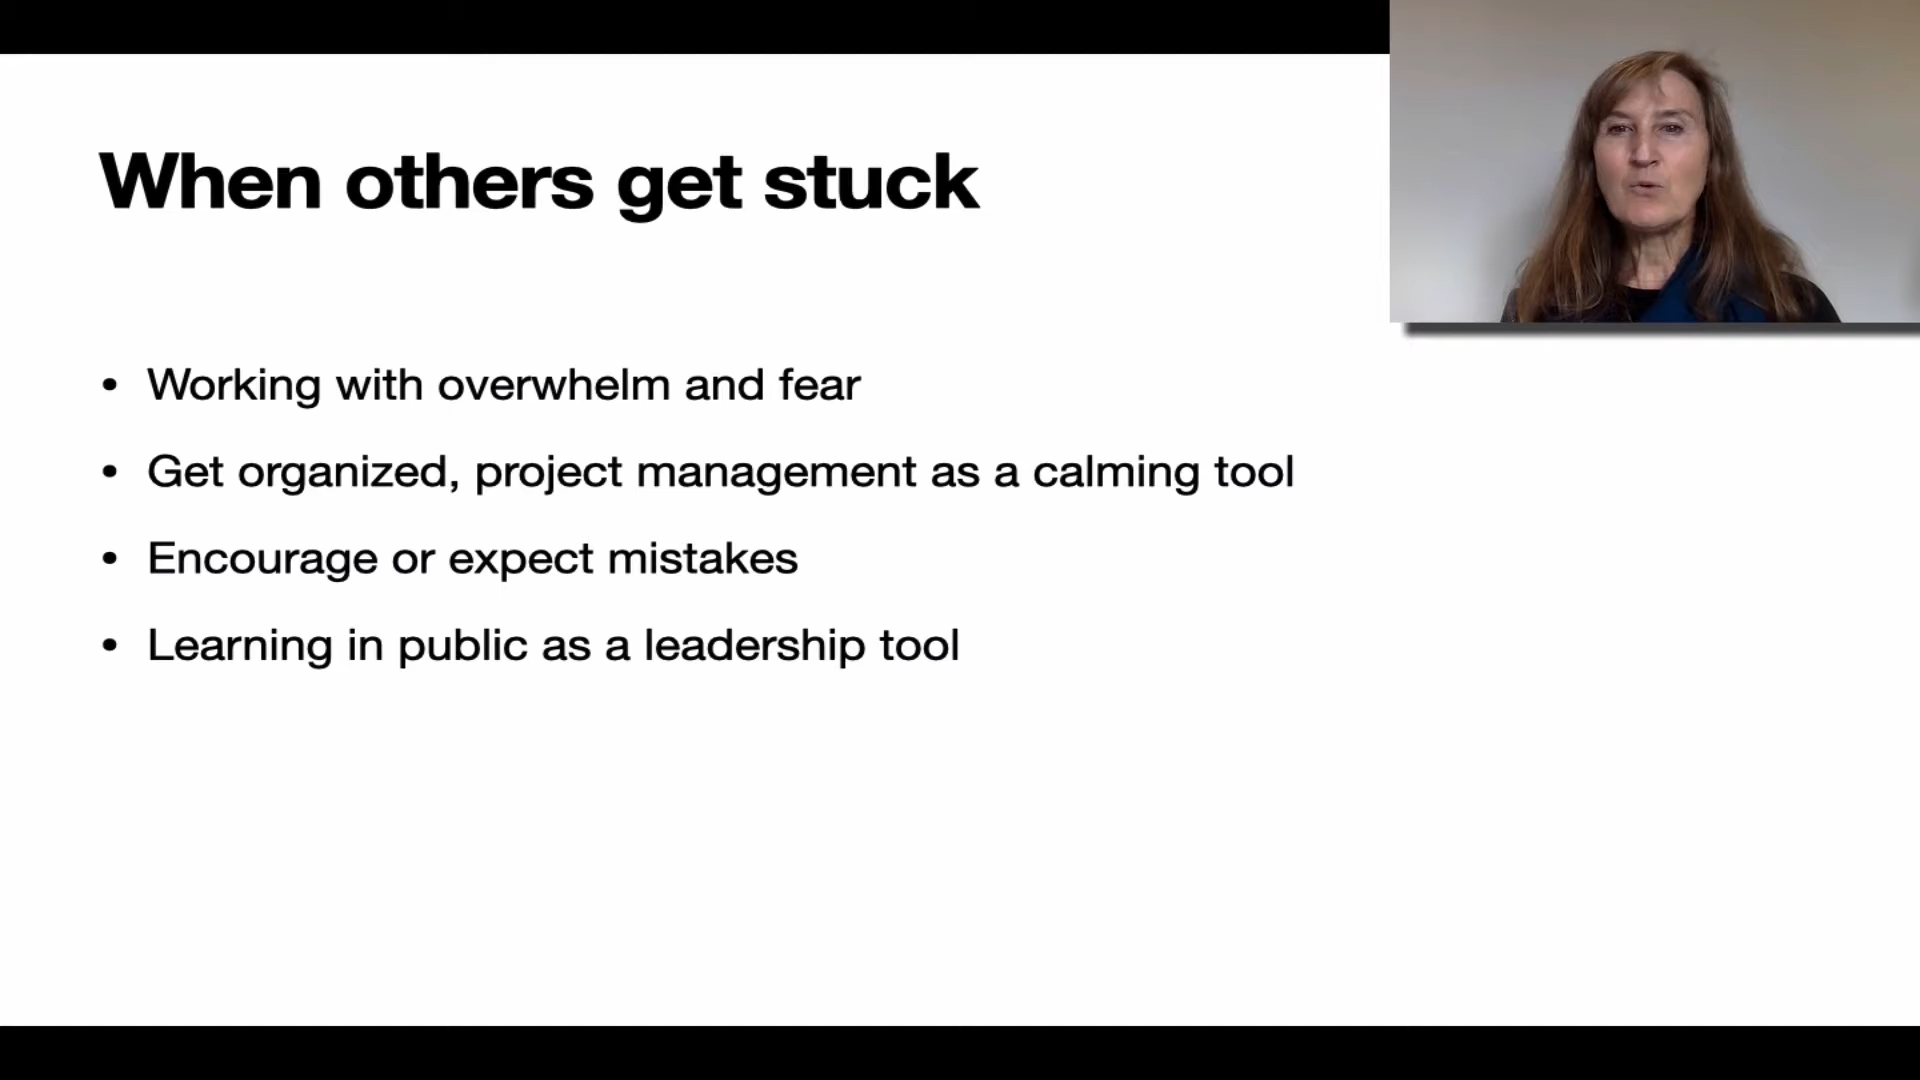 When others get stuck
• Working with overwhelm and fear
• Get organized, project management as a calming tool
• Encourage or expect mistakes
• Learning in public as a leadership tool